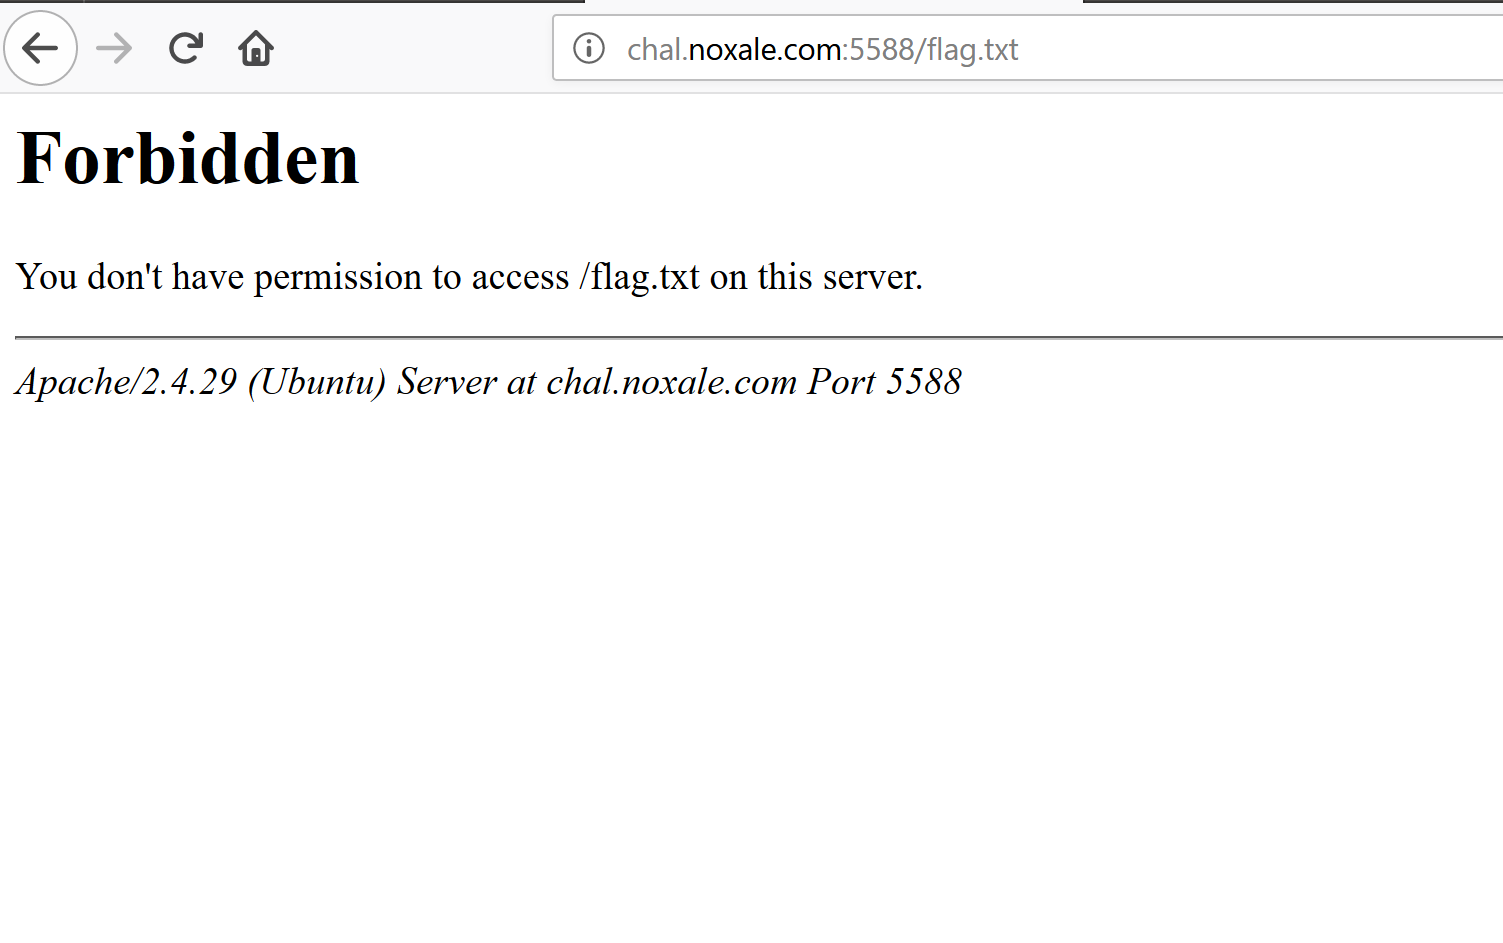 chal.noxale.com:5588/flag.txt
Forbidden
You don't have permission to access /flag.txt on this server.
Apache/2.4.29 (Ubuntu) Server at chal.noxale.com Port 5588